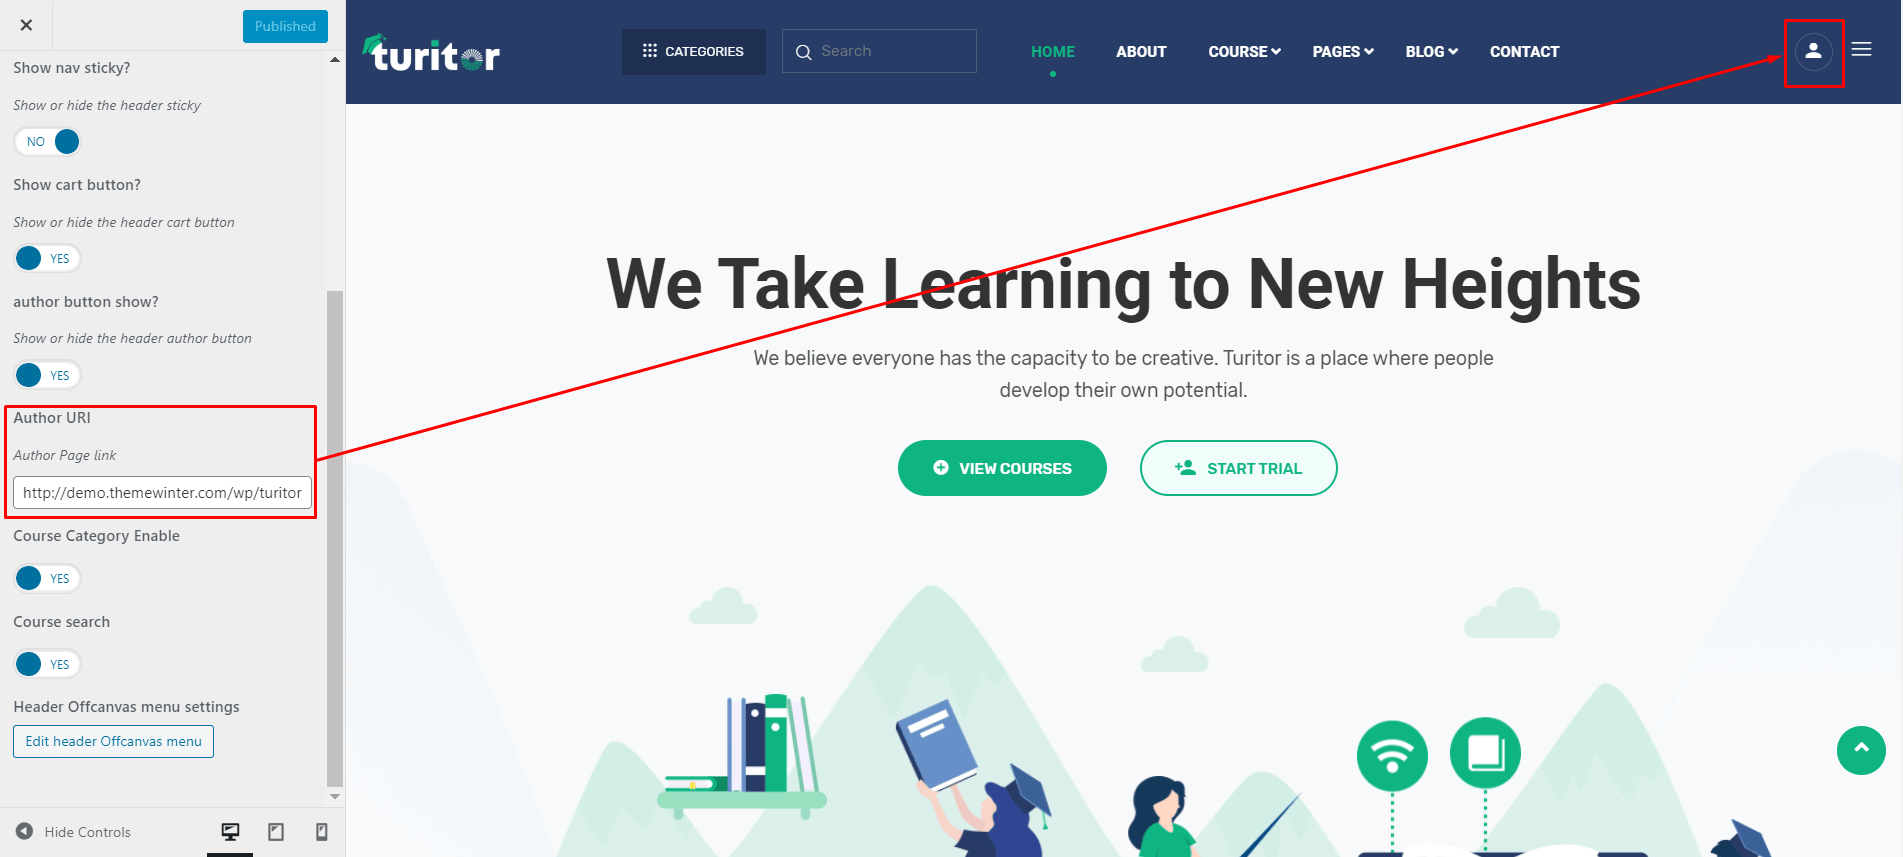 Published
Show nav sticky?
Show or hide the header sticky
NO
Show cart button?
Show or hide the header cart button
YES
author button show?
Show or hide the header author button
YES
Author URI
Author Page link
http://demo.themewinter.com/wp/turitor
Course Category Enable
YES
Course search
YES
Header Offcanvas menu settings
Edit header Offcanvas menu
Hide Controls
turitor
CATEGORIES
Search
HOME
ABOUT
COURSE
PAGES
BLOG
CONTACT
We Take Learning to New Heights
We believe everyone has the capacity to be creative. Turitor is a place where people
develop their own potential.
VIEW COURSES
START TRIAL